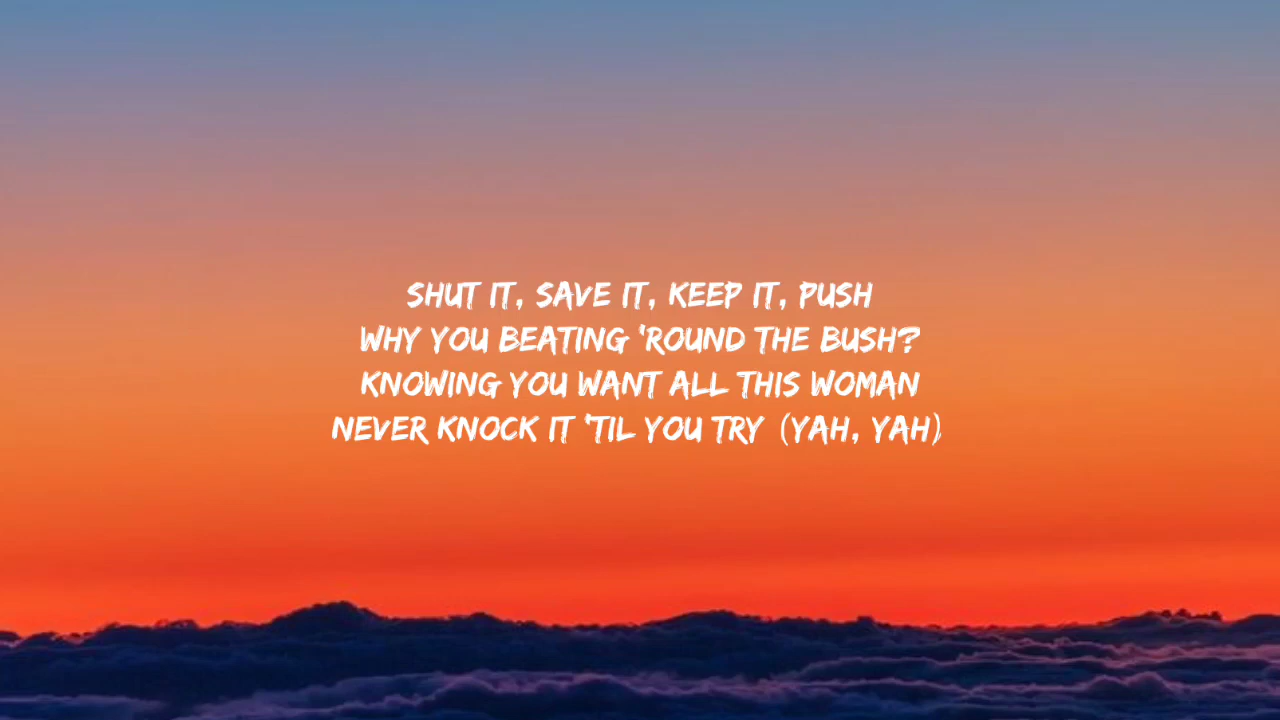 SHUT IT, SAVE IT, KEEP IT, PUSH
WHY YOU BEATING 'ROUND THE BUSH?
KNOWING YOU WANT ALL THIS WOMAN
NEVER KNOCK IT 'TIL YOU TRY (YAH, YAH)